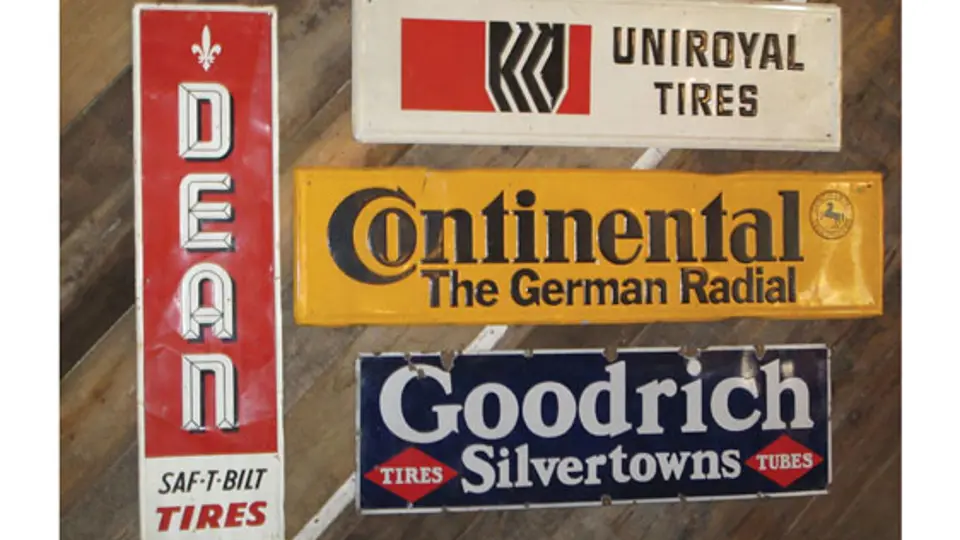 DEAN
SAF-T-BILT
TIRES
UNIROYAL
TIRES
Continental
The German Radial
Goodrich
TIRES Silvertowns TUBES